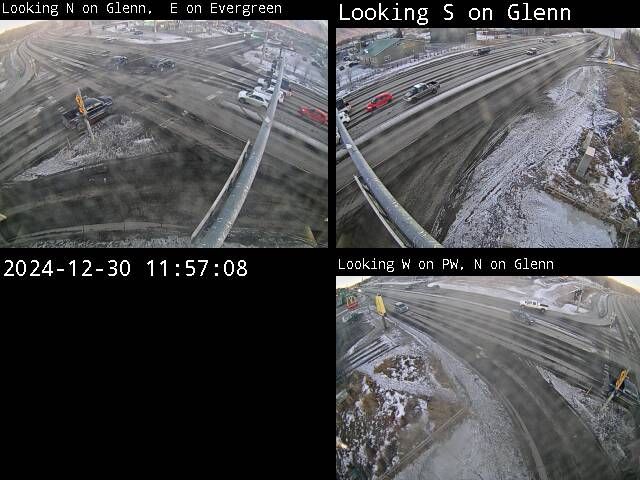 Looking N on Glenn,  E on Evergreen
Looking S on Glenn
2024-12-30 11:57:08
Looking W on PW, N on Glenn